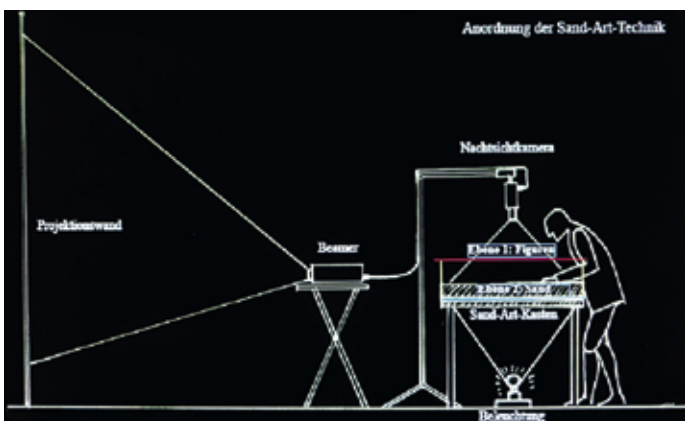 Anordnung der Sand-Art-Technik
Nachtsichtkamera
Projektionswand
Beamer
Ebene 1: Figuren
Ebene 2: Sand
Sand-Art-Kasten
Beleuchtung